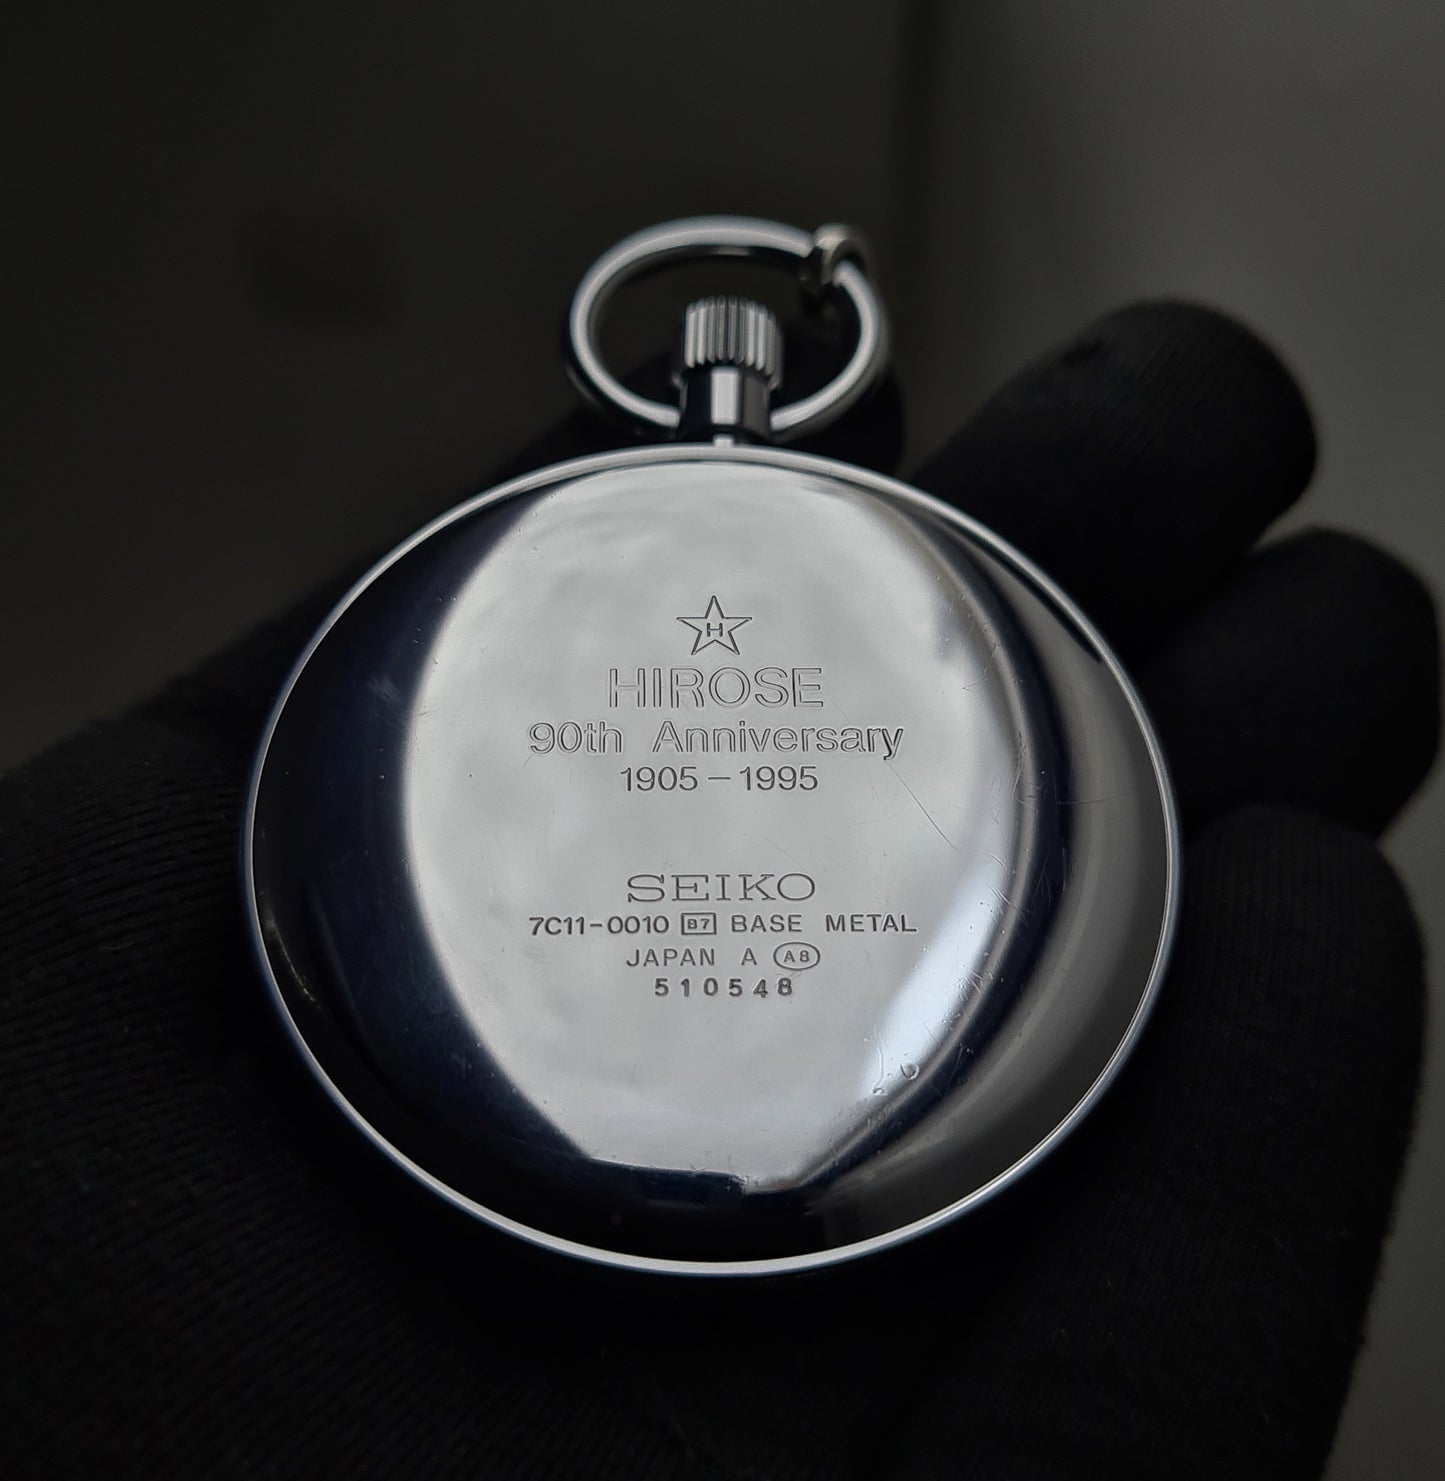 H
HIROSE
90th Anniversary
1905-1995
SEIKO
7C11-0010 B7 BASE METAL
JAPAN A A8
510548